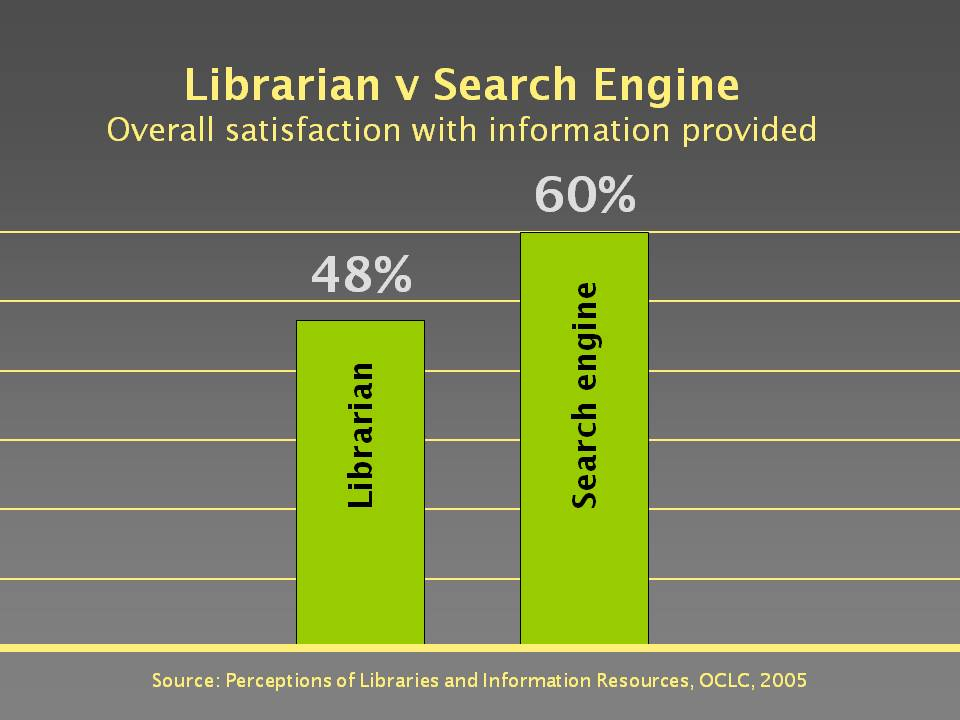 Librarian v Search Engine
Overall satisfaction with information provided
60%
48%
Librarian
Search engine
Source: Perceptions of Libraries and Information Resources, OCLC, 2005